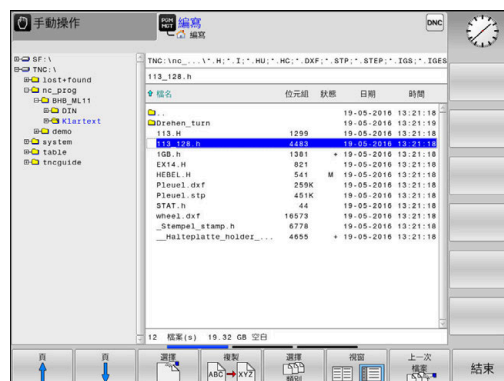 手動操作
編寫
編寫
DNC
SF:\
TNC:\
lost+found
nc_prog
BHB_ML11
DIN
Klartext
demo
system
table
tncguide
TNC:\nc_...\*.H;*.I;*.HU;*.HC;*.DXF;*.STP;*.STEP;*.IGS;*.IGES
113_128.h
檔名 位元組 狀態 日期 時間
.. 19-05-2016 13:21:18
Drehen_turn 19-05-2016 13:21:19
113.H 1299 19-05-2016 13:21:18
113_128.h 4483 19-05-2016 13:21:18
1GB.h 1381 + 19-05-2016 13:21:18
EX14.H 821 19-05-2016 13:21:18
HEBEL.H 541 M 19-05-2016 13:21:18
Pleuel.dxf 259K 19-05-2016 13:21:18
Pleuel.stp 451K 19-05-2016 13:21:18
STAT.h 44 19-05-2016 13:21:18
wheel.dxf 16573 19-05-2016 13:21:18
_Stempel_stamp.h 6778 19-05-2016 13:21:18
__Halteplatte_holder_... 4655 + 19-05-2016 13:21:18
12 檔案(s) 19.32 GB 空白
頁 頁 選擇 複製 選擇 視窗 上一次
檔案
ABC XYZ
類別
結束